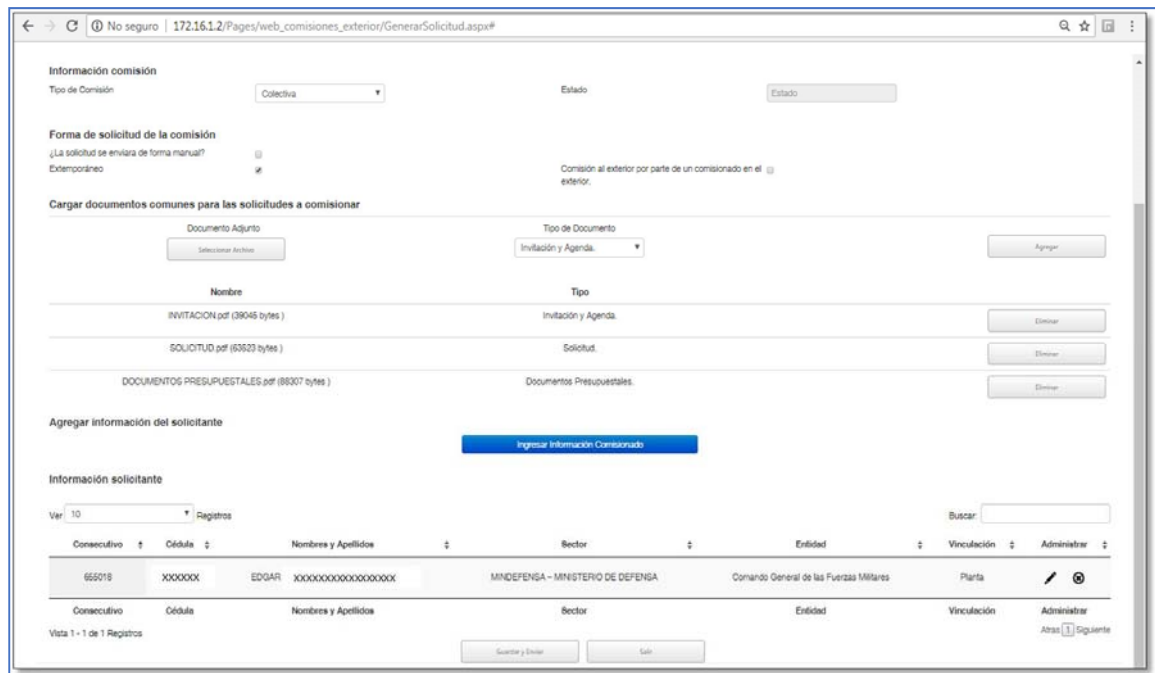 No seguro | 172.16.1.2/Pages/web_comisiones_exterior/GenerarSolicitud.aspx#
Información comisión
Tipo de Comisión Colectiva Estado Estado
Forma de solicitud de la comisión
¿La solicitud se enviara de forma manual?
Extemporáneo Comisión al exterior por parte de un comisionado en el
exterior.
Cargar documentos comunes para las solicitudes a comisionar
Documento Adjunto Tipo de Documento
Seleccionar Archivo Invitación y Agenda. Agregar
Nombre Tipo
INVITACION.pdf (39046 bytes ) Invitación y Agenda. Eliminar
SOLICITUD.pdf (63523 bytes ) Solicitud. Eliminar
DOCUMENTOS PRESUPUESTALES.pdf (88307 bytes ) Documentos Presupuestales. Eliminar
Agregar información del solicitante
Ingresar Información Comisionado
Información solicitante
Ver 10 Registros Buscar:
Consecutivo Cédula Nombres y Apellidos Sector Entidad Vinculación Administrar
655018 XXXXXX EDGAR XXXXXXXXXXXXXXXXX MINDEFENSA – MINISTERIO DE DEFENSA Comando General de las Fuerzas Militares Planta
Consecutivo Cédula Nombres y Apellidos Sector Entidad Vinculación Administrar
Vista 1 - 1 de 1 Registros Atras 1 Siguiente
Guardar y Enviar Salir